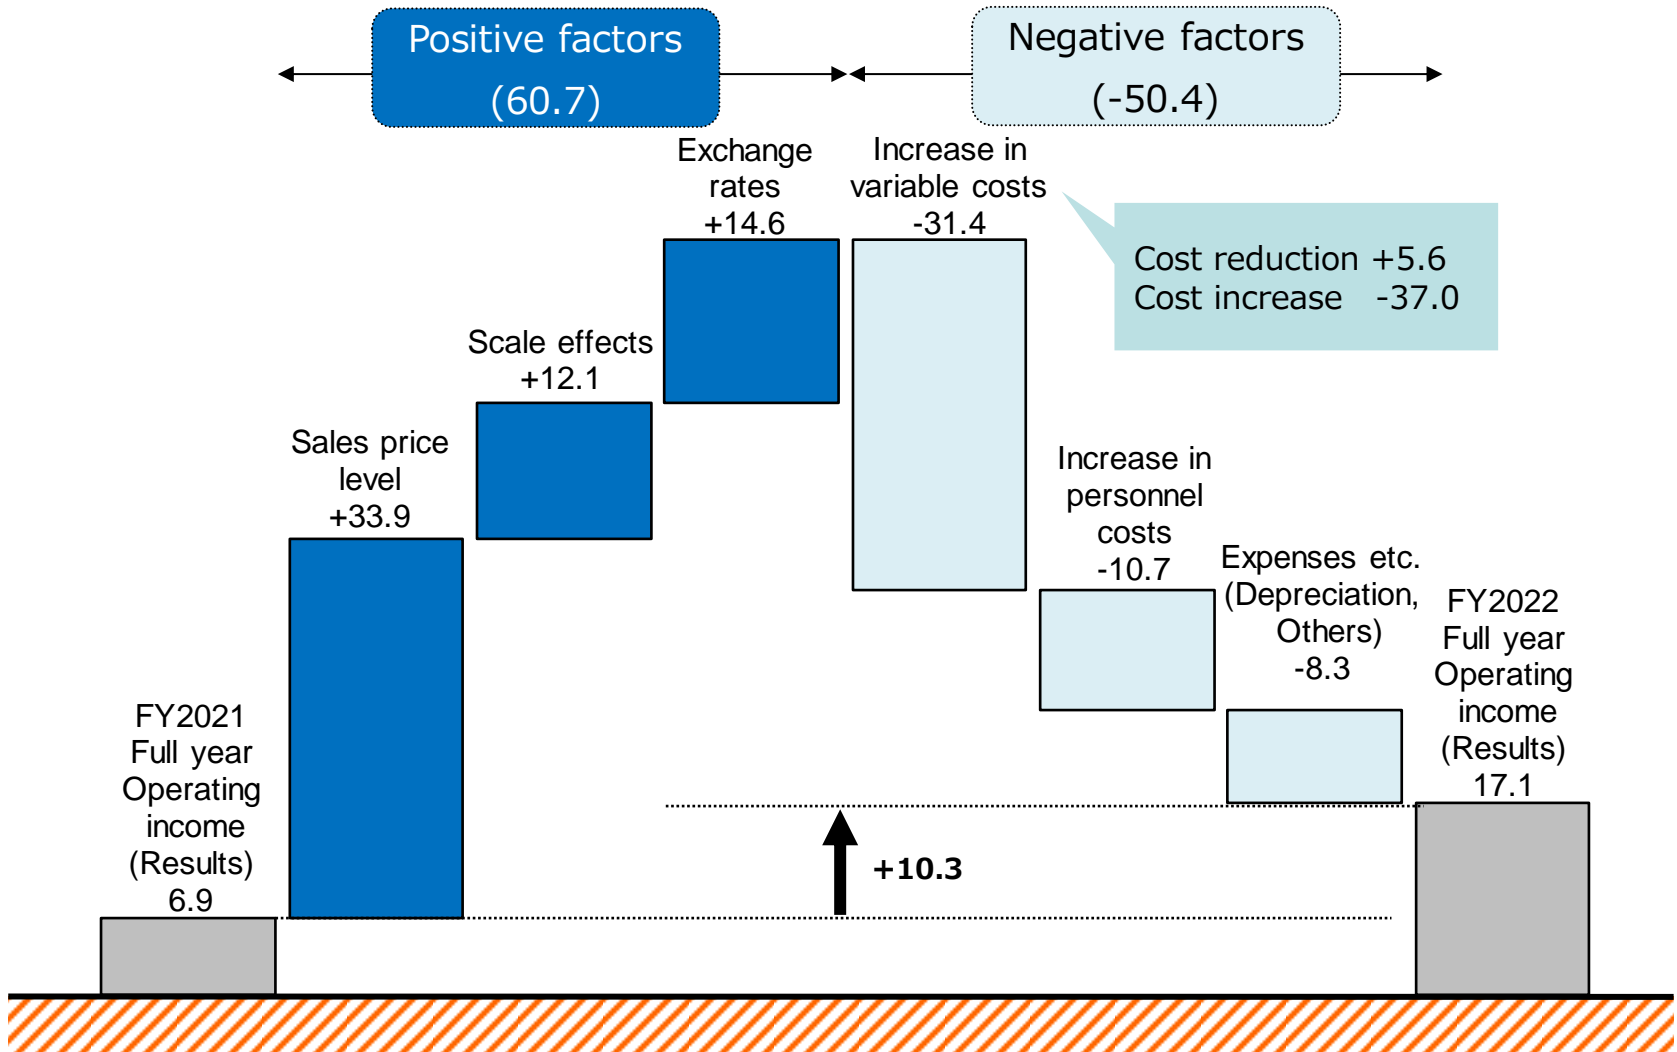 Positive factors
(60.7)
Negative factors
(-50.4)
Exchange
rates
+14.6
Increase in
variable costs
-31.4
Cost reduction +5.6
Cost increase -37.0
Scale effects
+12.1
Sales price
level
+33.9
Increase in
personnel
costs
-10.7
Expenses etc.
(Depreciation,
Others)
-8.3
FY2022
Full year
Operating
income
(Results)
17.1
FY2021
Full year
Operating
income
(Results)
6.9
+10.3